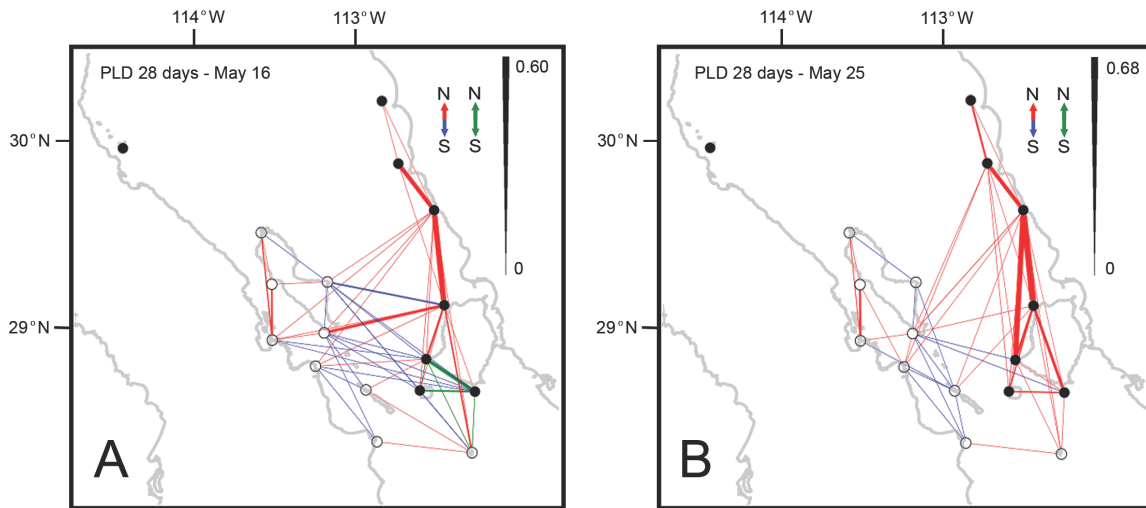 114°W 113°W 114°W 113°W
PLD 28 days - May 16 0.60 PLD 28 days - May 25 0.68
N N N N
30°N 30°N
S S S S
0 0
29°N 29°N
A B